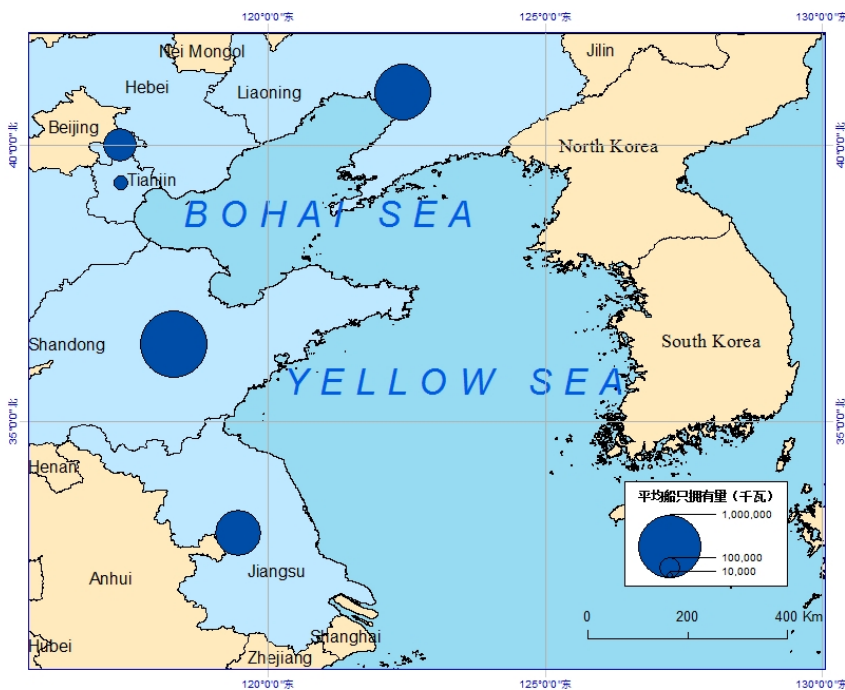 120°0'0"东
125°0'0"东
130°0'0"东
Nei Mongol
Jilin
Hebei
Liaoning
Beijing
40°0'0"北
North Korea
40°0'0"北
Tianjin
BOHAI SEA
Shandong
South Korea
YELLOW SEA
35°0'0"北
35°0'0"北
Henan
平均船只拥有量（千瓦）
1,000,000
100,000
10,000
Anhui
Jiangsu
0 200 400 Km
Shanghai
Hubei
Zhejiang
120°0'0"东
125°0'0"东
130°0'0"东